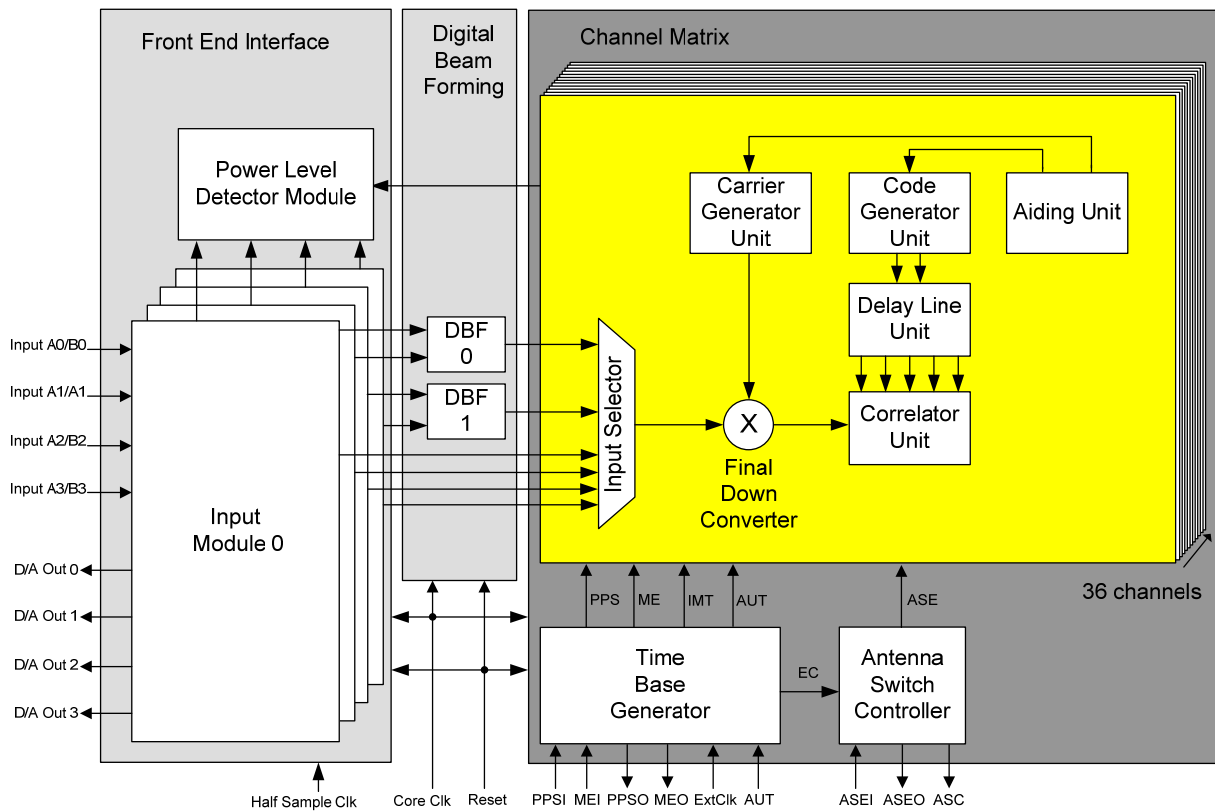 Front End Interface
Digital
Beam
Forming
Channel Matrix
Power Level
Detector Module
Carrier
Generator
Unit
Code
Generator
Unit
Aiding Unit
Delay Line
Unit
Correlator
Unit
DBF
0
DBF
1
Input Selector
X
Final
Down
Converter
Input A0/B0
Input A1/A1
Input A2/B2
Input A3/B3
Input
Module 0
D/A Out 0
D/A Out 1
D/A Out 2
D/A Out 3
36 channels
PPS
ME
IMT
AUT
ASE
Time
Base
Generator
EC
Antenna
Switch
Controller
Half Sample Clk
Core Clk
Reset
PPSI
MEI
PPSO
MEO
ExtClk
AUT
ASEI
ASEO
ASC